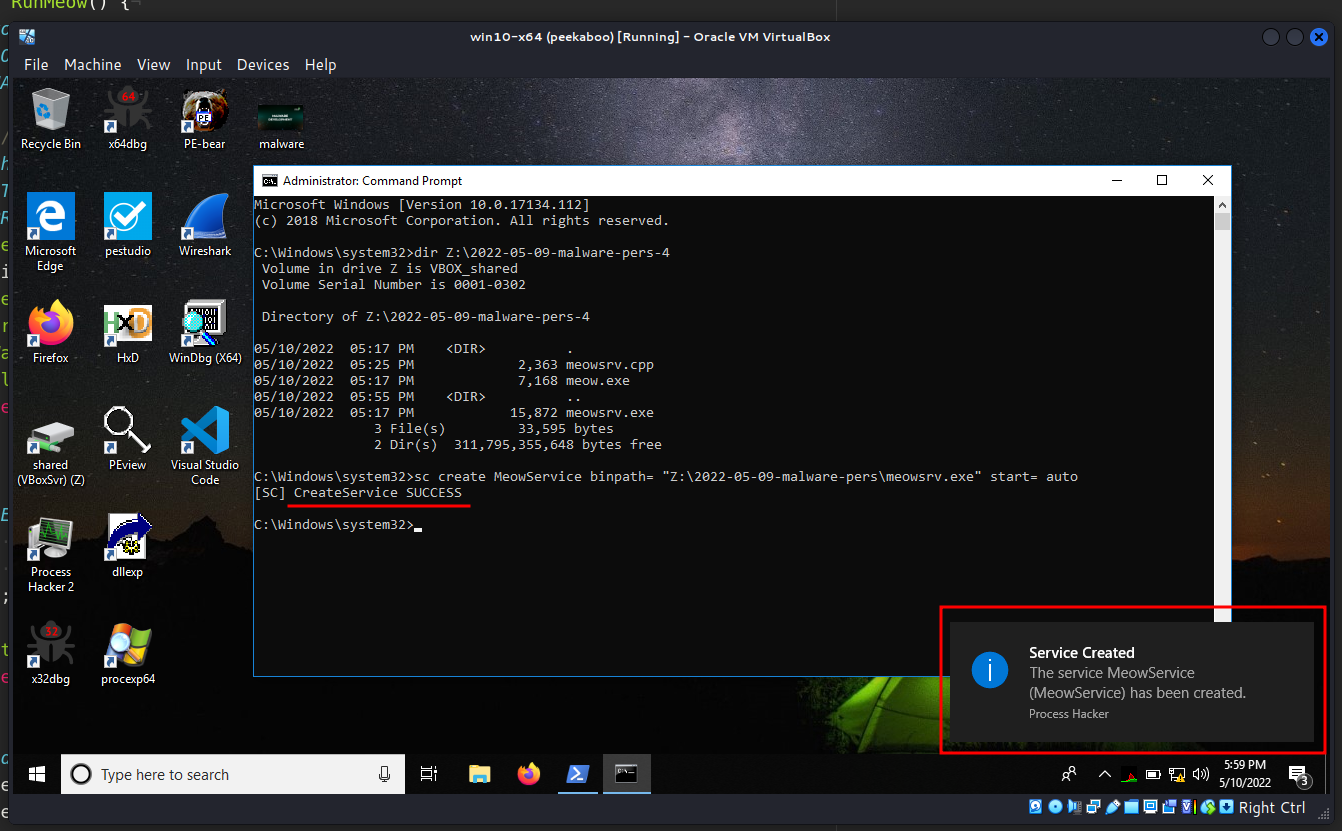 RunMeow() {
win10-x64 (peekaboo) [Running] - Oracle VM VirtualBox
File Machine View Input Devices Help
Recycle Bin
64
x64dbg
PE
PE-bear
malware
Microsoft Edge
pestudio
Wireshark
Firefox
HxD
HxD
WinDbg (X64)
shared (VBoxSvr) (Z)
PEview
Visual Studio Code
Process Hacker 2
dllexp
32
x32dbg
procexp64
Administrator: Command Prompt
Microsoft Windows [Version 10.0.17134.112]
(c) 2018 Microsoft Corporation. All rights reserved.
C:\Windows\system32>dir Z:\2022-05-09-malware-pers-4
Volume in drive Z is VBOX_shared
Volume Serial Number is 0001-0302
Directory of Z:\2022-05-09-malware-pers-4
05/10/2022  05:17 PM    <DIR>          .
05/10/2022  05:25 PM             2,363 meowsrv.cpp
05/10/2022  05:17 PM             7,168 meow.exe
05/10/2022  05:55 PM    <DIR>          ..
05/10/2022  05:17 PM            15,872 meowsrv.exe
3 File(s)         33,595 bytes
2 Dir(s)  311,795,355,648 bytes free
C:\Windows\system32>sc create MeowService binpath= "Z:\2022-05-09-malware-pers\meowsrv.exe" start= auto
[SC] CreateService SUCCESS
C:\Windows\system32>
Service Created
The service MeowService
(MeowService) has been created.
Process Hacker
Type here to search
5:59 PM
5/10/2022
3
Right Ctrl